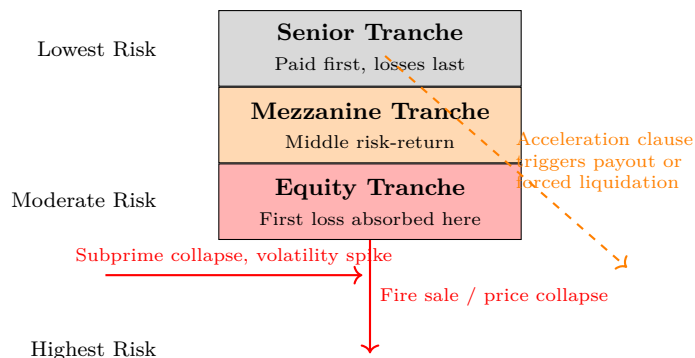 Senior Tranche
Lowest Risk
Paid first, losses last
Mezzanine Tranche
Middle risk-return
Acceleration clause
triggers payout or
forced liquidation
Equity Tranche
Moderate Risk
First loss absorbed here
Subprime collapse, volatility spike
Fire sale / price collapse
Highest Risk